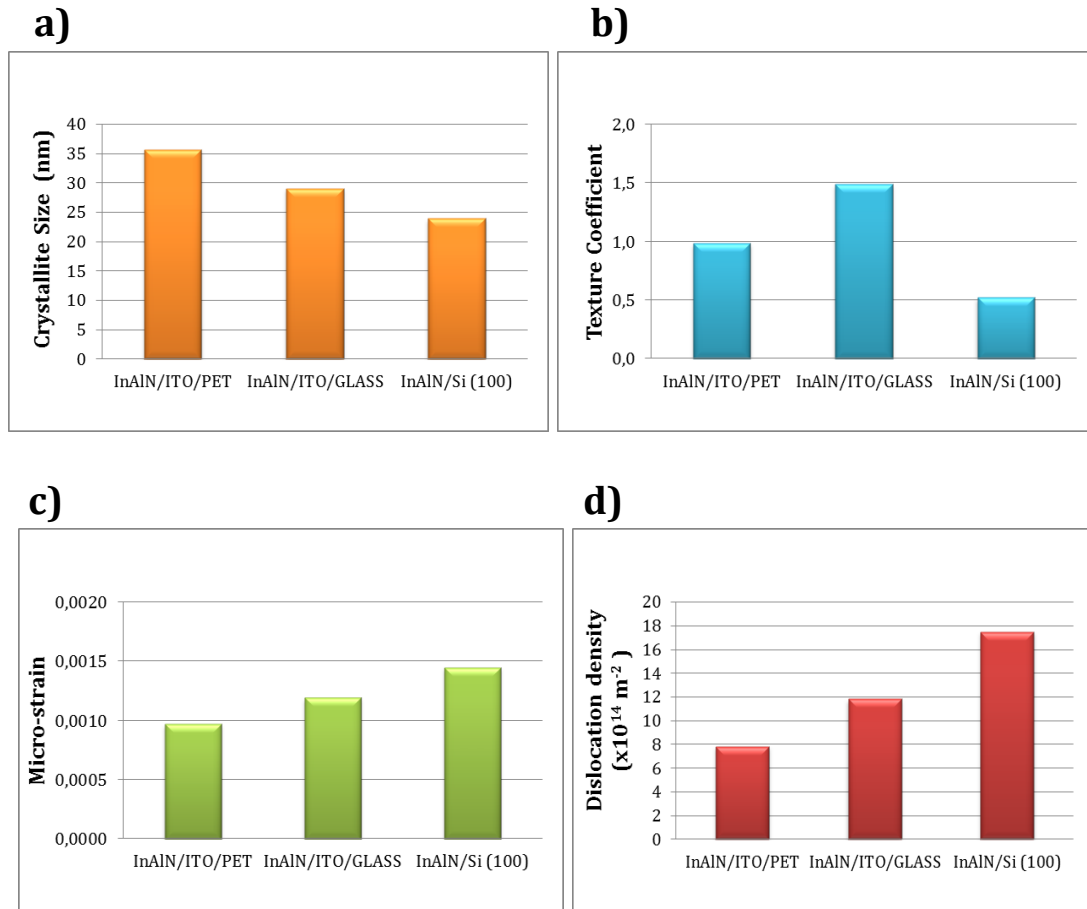 a)
Crystallite Size (nm)
40
35
30
25
20
15
10
5
0
InAlN/ITO/PET InAlN/ITO/GLASS InAlN/Si (100)
b)
Texture Coefficient
2,0
1,5
1,0
0,5
0,0
InAlN/ITO/PET InAlN/ITO/GLASS InAlN/Si (100)
c)
Micro-strain
0,0020
0,0015
0,0010
0,0005
0,0000
InAlN/ITO/PET InAlN/ITO/GLASS InAlN/Si (100)
d)
Dislocation density
(x10¹⁴ m⁻² )
20
18
16
14
12
10
8
6
4
2
0
InAlN/ITO/PET InAlN/ITO/GLASS InAlN/Si (100)